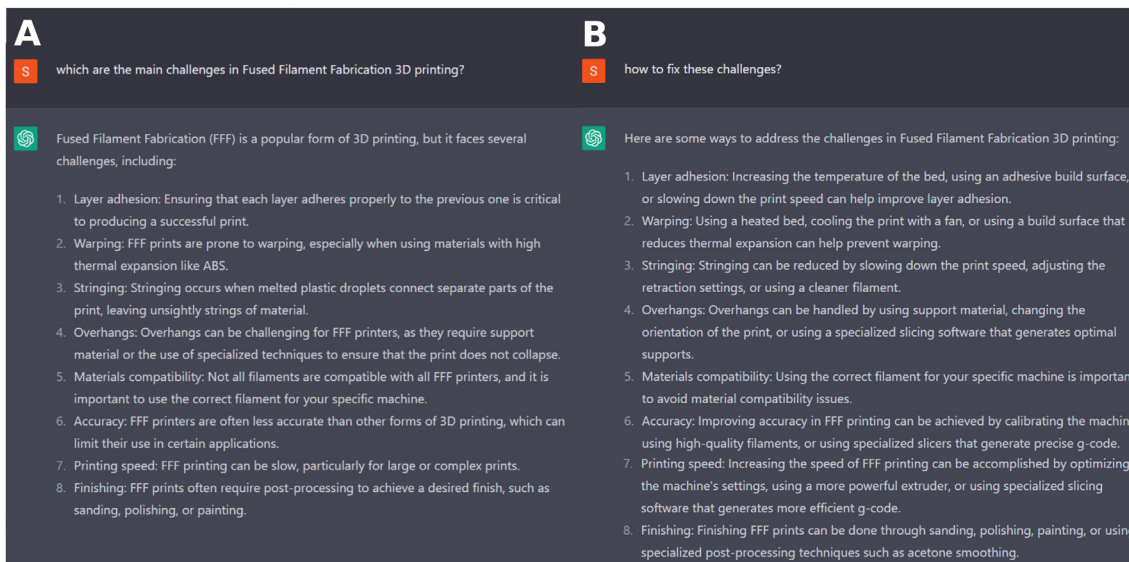 A
S
which are the main challenges in Fused Filament Fabrication 3D printing?
Fused Filament Fabrication (FFF) is a popular form of 3D printing, but it faces several
challenges, including:
1. Layer adhesion: Ensuring that each layer adheres properly to the previous one is critical
to producing a successful print.
2. Warping: FFF prints are prone to warping, especially when using materials with high
thermal expansion like ABS.
3. Stringing: Stringing occurs when melted plastic droplets connect separate parts of the
print, leaving unsightly strings of material.
4. Overhangs: Overhangs can be challenging for FFF printers, as they require support
material or the use of specialized techniques to ensure that the print does not collapse.
5. Materials compatibility: Not all filaments are compatible with all FFF printers, and it is
important to use the correct filament for your specific machine.
6. Accuracy: FFF printers are often less accurate than other forms of 3D printing, which can
limit their use in certain applications.
7. Printing speed: FFF printing can be slow, particularly for large or complex prints.
8. Finishing: FFF prints often require post-processing to achieve a desired finish, such as
sanding, polishing, or painting.
B
S
how to fix these challenges?
Here are some ways to address the challenges in Fused Filament Fabrication 3D printing:
1. Layer adhesion: Increasing the temperature of the bed, using an adhesive build surface,
or slowing down the print speed can help improve layer adhesion.
2. Warping: Using a heated bed, cooling the print with a fan, or using a build surface that
reduces thermal expansion can help prevent warping.
3. Stringing: Stringing can be reduced by slowing down the print speed, adjusting the
retraction settings, or using a cleaner filament.
4. Overhangs: Overhangs can be handled by using support material, changing the
orientation of the print, or using a specialized slicing software that generates optimal
supports.
5. Materials compatibility: Using the correct filament for your specific machine is importan
to avoid material compatibility issues.
6. Accuracy: Improving accuracy in FFF printing can be achieved by calibrating the machin
using high-quality filaments, or using specialized slicers that generate precise g-code.
7. Printing speed: Increasing the speed of FFF printing can be accomplished by optimizing
the machine's settings, using a more powerful extruder, or using specialized slicing
software that generates more efficient g-code.
8. Finishing: Finishing FFF prints can be done through sanding, polishing, painting, or usin
specialized post-processing techniques such as acetone smoothing.